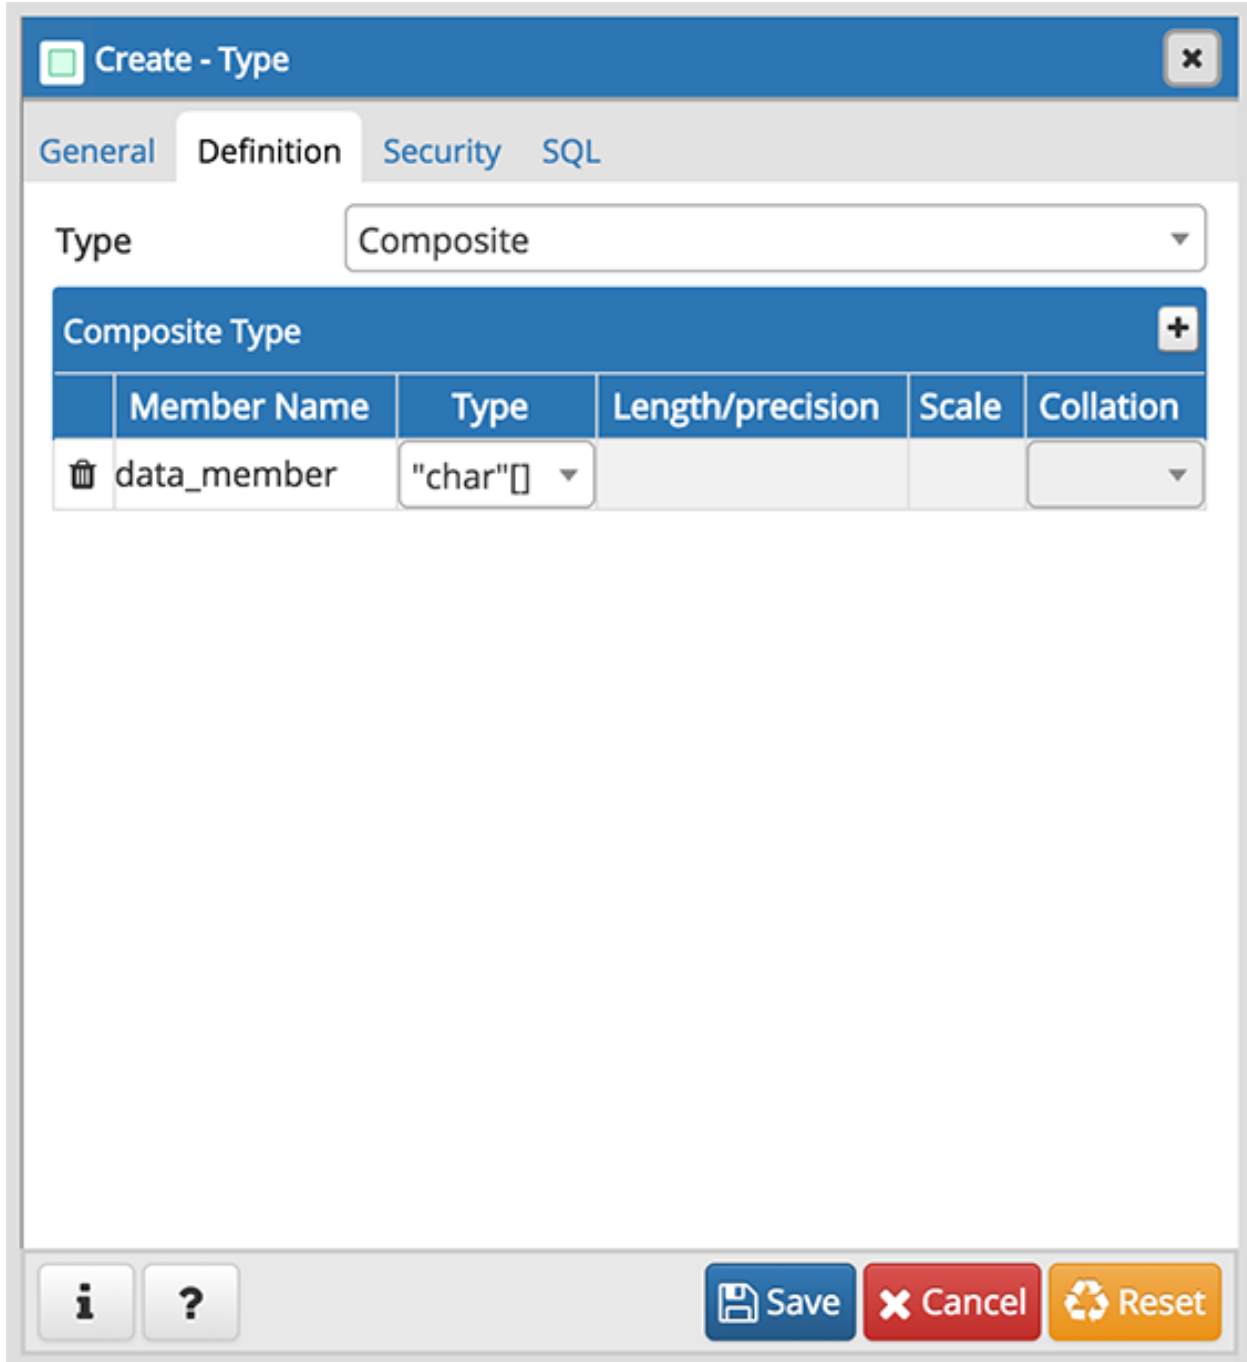 Create - Type
General Definition Security SQL
Type Composite
Composite Type
Member Name Type Length/precision Scale Collation
data_member "char"[]
i ? Save Cancel Reset